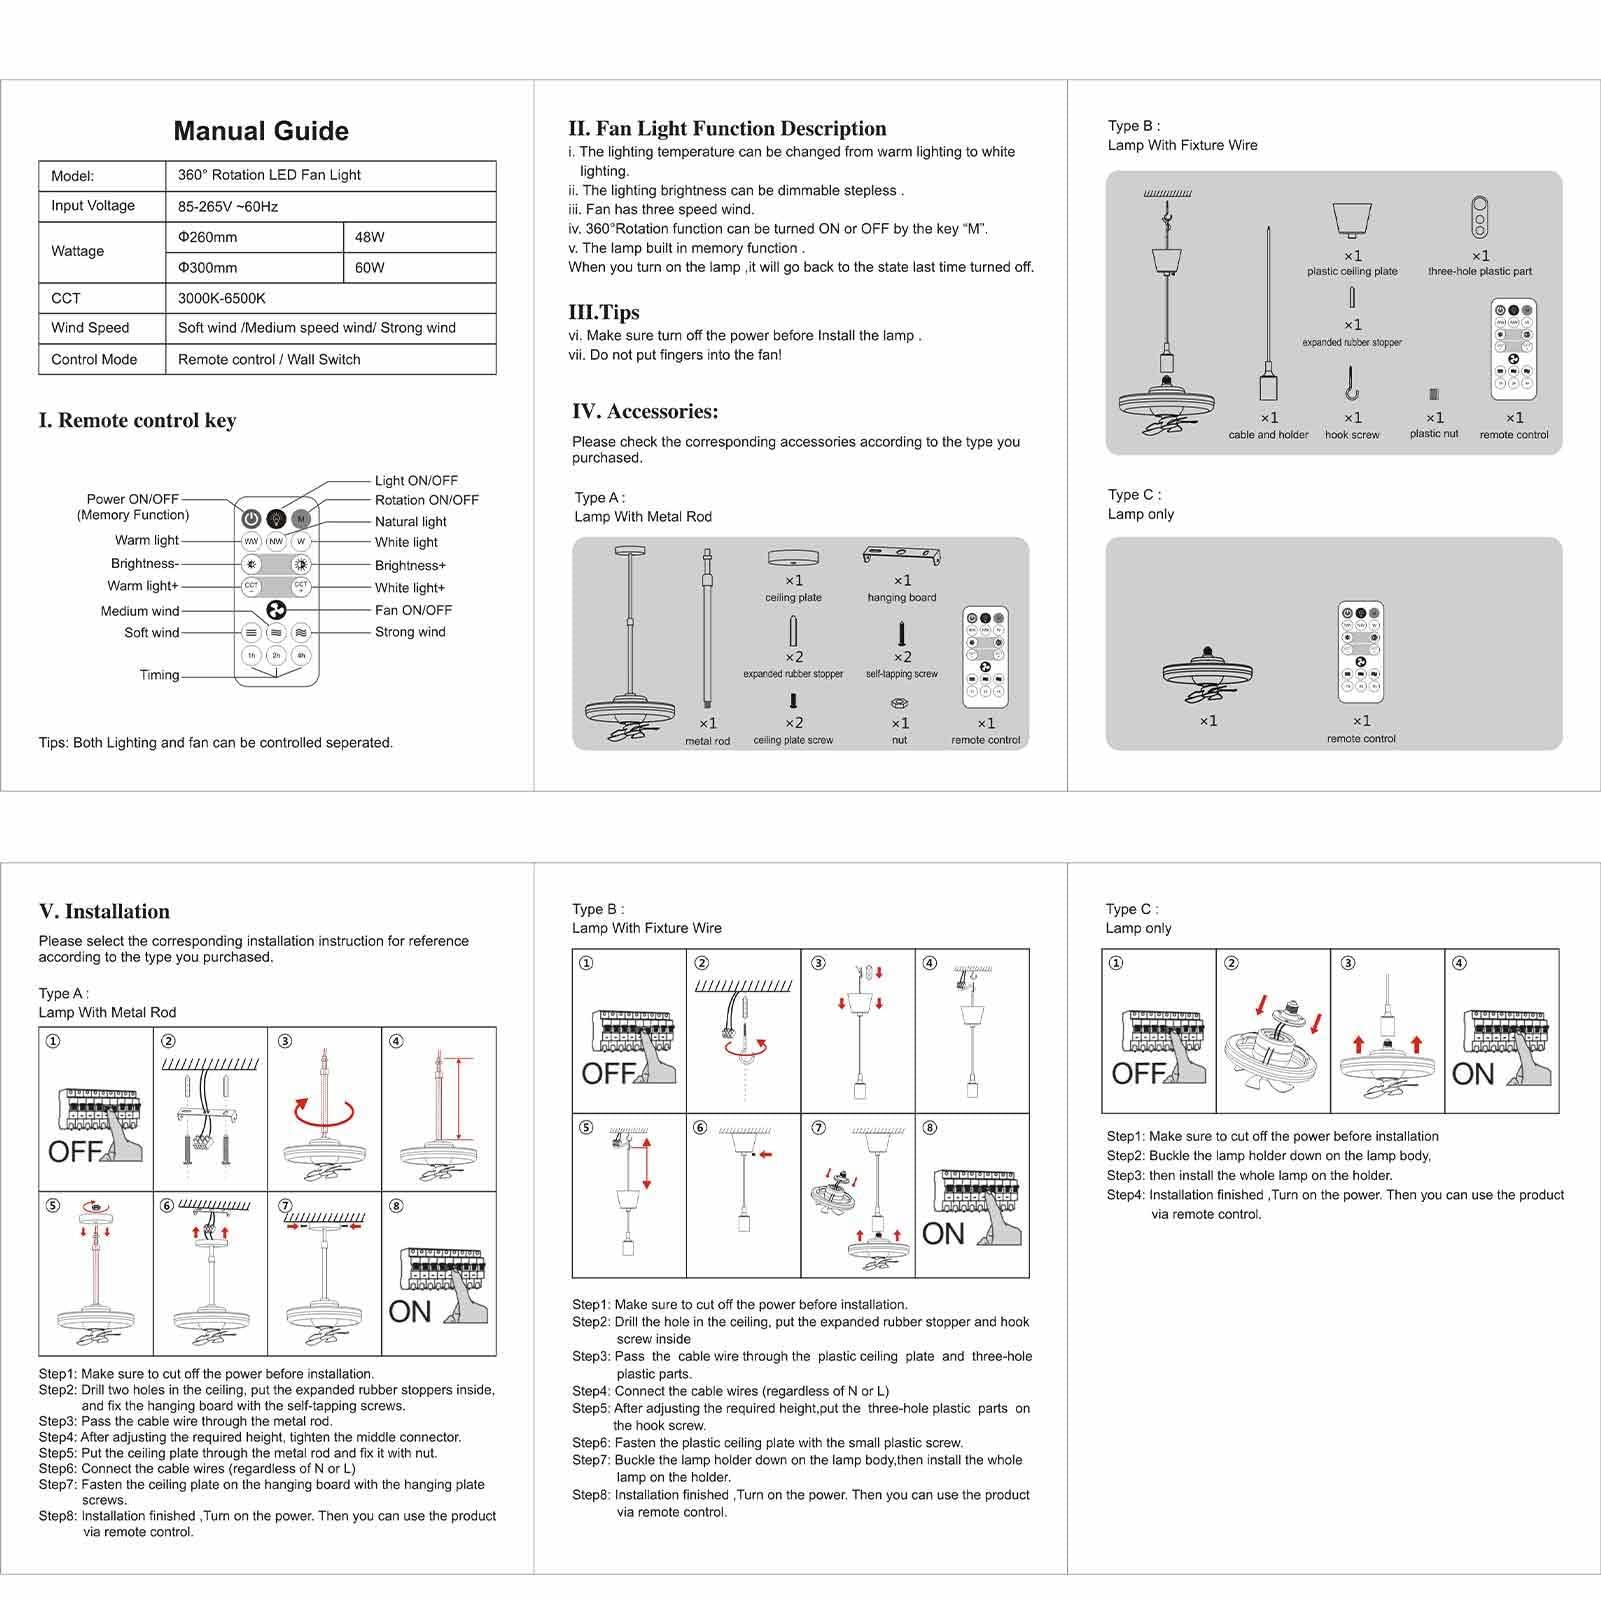 Manual Guide
Model: 360° Rotation LED Fan Light
Input Voltage 85-265V ~60Hz
Wattage Φ260mm 48W
Φ300mm 60W
CCT 3000K-6500K
Wind Speed Soft wind /Medium speed wind/ Strong wind
Control Mode Remote control / Wall Switch
I. Remote control key
Light ON/OFF
Power ON/OFF
(Memory Function)
Rotation ON/OFF
Natural light
Warm light
White light
Brightness-
Brightness+
Warm light+
White light+
Medium wind
Fan ON/OFF
Soft wind
Strong wind
Timing
M
WW NW W
CCT CCT
1h 2h 4h
Tips: Both Lighting and fan can be controlled seperated.
II. Fan Light Function Description
i. The lighting temperature can be changed from warm lighting to white
lighting.
ii. The lighting brightness can be dimmable stepless .
iii. Fan has three speed wind.
iv. 360°Rotation function can be turned ON or OFF by the key “M”.
v. The lamp built in memory function .
When you turn on the lamp ,it will go back to the state last time turned off.
III.Tips
vi. Make sure turn off the power before Install the lamp .
vii. Do not put fingers into the fan!
IV. Accessories:
Please check the corresponding accessories according to the type you
purchased.
Type A :
Lamp With Metal Rod
×1
ceiling plate
×1
hanging board
×2
expanded rubber stopper
×2
self-tapping screw
×1
metal rod
×2
ceiling plate screw
×1
nut
×1
remote control
Type B :
Lamp With Fixture Wire
×1
plastic ceiling plate
×1
three-hole plastic part
×1
expanded rubber stopper
×1
cable and holder
×1
hook screw
×1
plastic nut
×1
remote control
Type C :
Lamp only
×1
×1
remote control
V. Installation
Please select the corresponding installation instruction for reference
according to the type you purchased.
Type A :
Lamp With Metal Rod
① ② ③ ④
OFF
⑤ ⑥ ⑦ ⑧
ON
Step1: Make sure to cut off the power before installation.
Step2: Drill two holes in the ceiling, put the expanded rubber stoppers inside,
and fix the hanging board with the self-tapping screws.
Step3: Pass the cable wire through the metal rod.
Step4: After adjusting the required height, tighten the middle connector.
Step5: Put the ceiling plate through the metal rod and fix it with nut.
Step6: Connect the cable wires (regardless of N or L)
Step7: Fasten the ceiling plate on the hanging board with the hanging plate
screws.
Step8: Installation finished ,Turn on the power. Then you can use the product
via remote control.
Type B :
Lamp With Fixture Wire
① ② ③ ④
OFF
⑤ ⑥ ⑦ ⑧
ON
Step1: Make sure to cut off the power before installation.
Step2: Drill the hole in the ceiling, put the expanded rubber stopper and hook
screw inside
Step3: Pass the cable wire through the plastic ceiling plate and three-hole
plastic parts.
Step4: Connect the cable wires (regardless of N or L)
Step5: After adjusting the required height,put the three-hole plastic parts on
the hook screw.
Step6: Fasten the plastic ceiling plate with the small plastic screw.
Step7: Buckle the lamp holder down on the lamp body,then install the whole
lamp on the holder.
Step8: Installation finished ,Turn on the power. Then you can use the product
via remote control.
Type C :
Lamp only
① ② ③ ④
OFF ON
Step1: Make sure to cut off the power before installation
Step2: Buckle the lamp holder down on the lamp body,
Step3: then install the whole lamp on the holder.
Step4: Installation finished ,Turn on the power. Then you can use the product
via remote control.